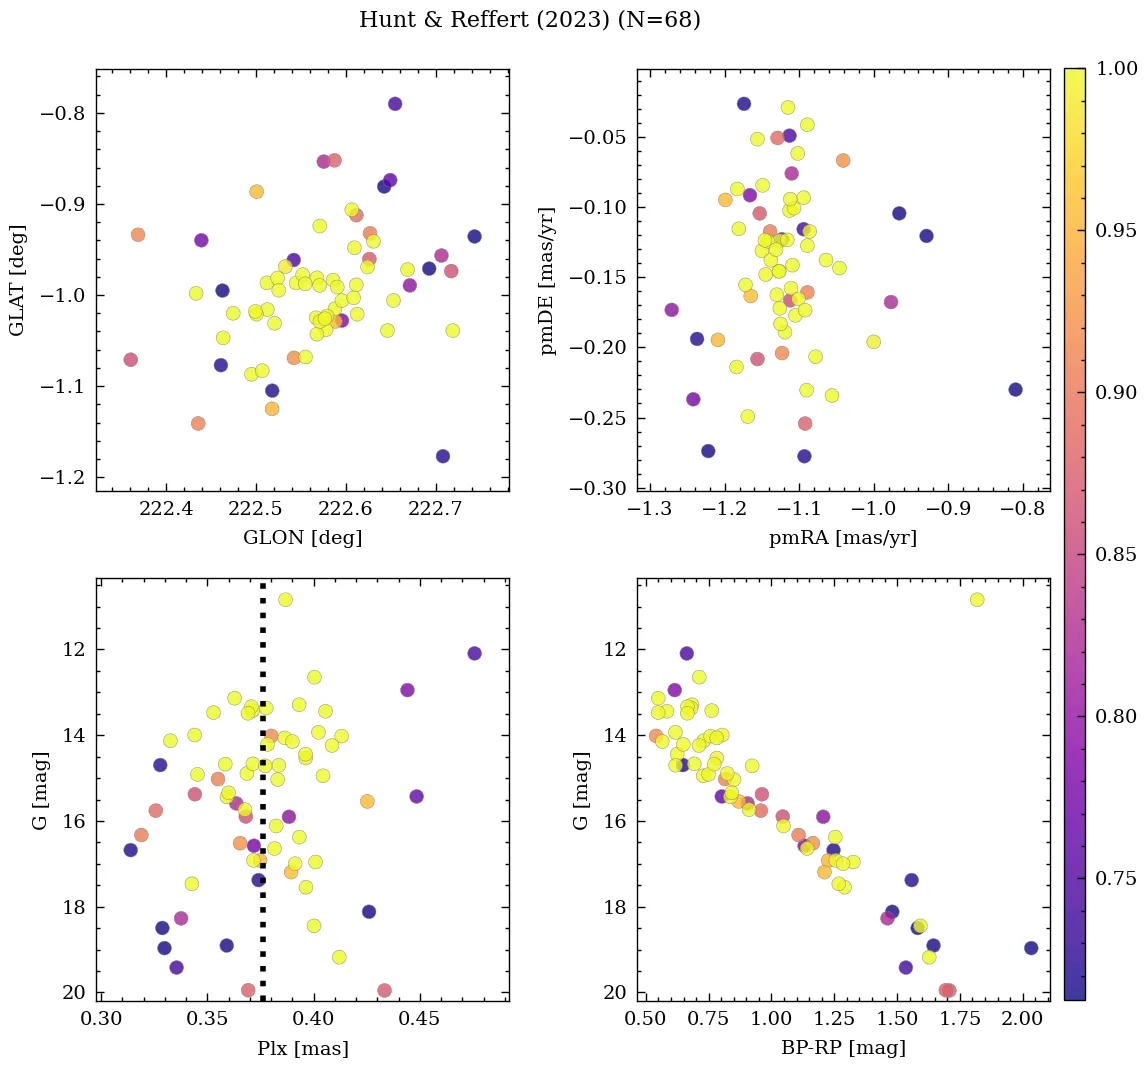 Hunt & Reffert (2023) (N=68)
−0.8
−0.9
−1.0
−1.1
−1.2
GLAT [deg]
222.4 222.5 222.6 222.7
GLON [deg]
−0.05
−0.10
−0.15
−0.20
−0.25
−0.30
pmDE [mas/yr]
−1.3 −1.2 −1.1 −1.0 −0.9 −0.8
pmRA [mas/yr]
12
14
16
18
20
G [mag]
0.30 0.35 0.40 0.45
Plx [mas]
12
14
16
18
20
G [mag]
0.50 0.75 1.00 1.25 1.50 1.75 2.00
BP-RP [mag]
1.00
0.95
0.90
0.85
0.80
0.75